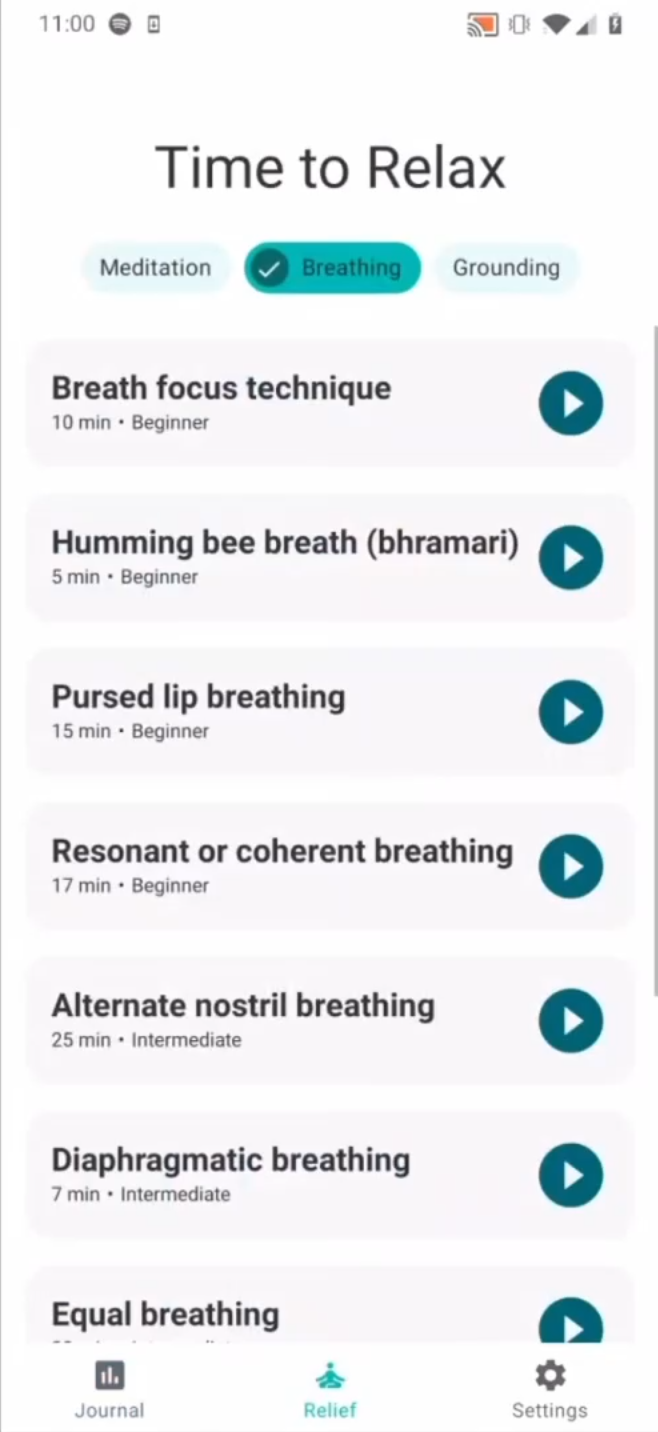 11:00
Time to Relax
Meditation Breathing Grounding
Breath focus technique
10 min • Beginner
Humming bee breath (bhramari)
5 min • Beginner
Pursed lip breathing
15 min • Beginner
Resonant or coherent breathing
17 min • Beginner
Alternate nostril breathing
25 min • Intermediate
Diaphragmatic breathing
7 min • Intermediate
Equal breathing
Journal Relief Settings